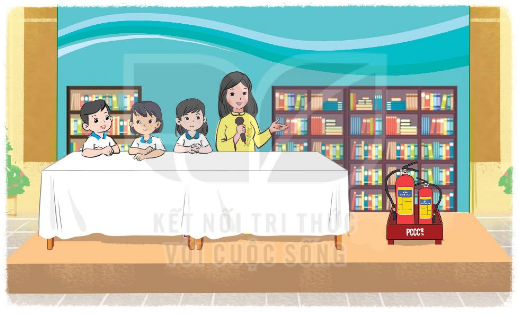 PCCC
KẾT NỐI TRI THỨC
VỚI CUỘC SỐNG